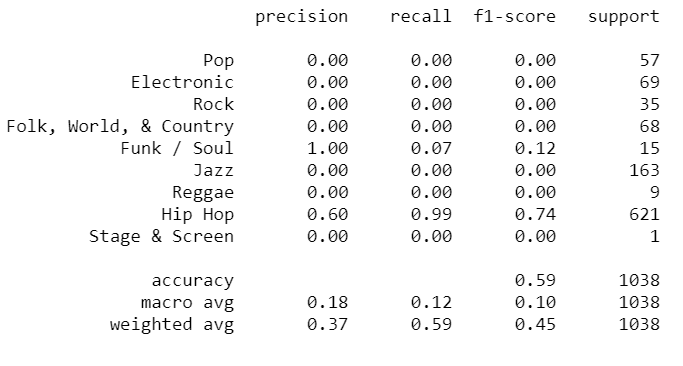 precision recall f1-score support
Pop 0.00 0.00 0.00 57
Electronic 0.00 0.00 0.00 69
Rock 0.00 0.00 0.00 35
Folk, World, & Country 0.00 0.00 0.00 68
Funk / Soul 1.00 0.07 0.12 15
Jazz 0.00 0.00 0.00 163
Reggae 0.00 0.00 0.00 9
Hip Hop 0.60 0.99 0.74 621
Stage & Screen 0.00 0.00 0.00 1
accuracy 0.59 1038
macro avg 0.18 0.12 0.10 1038
weighted avg 0.37 0.59 0.45 1038